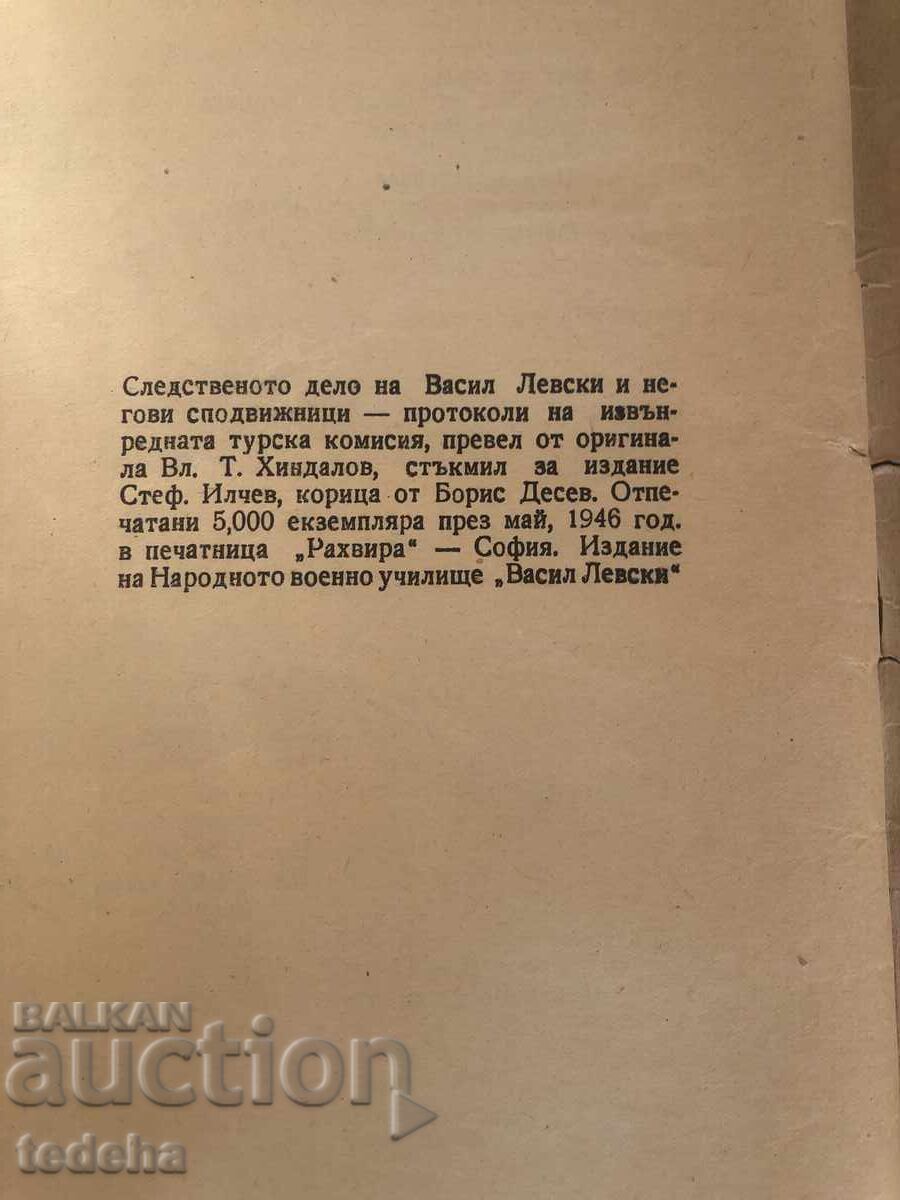 Следственото дело на Васил Левски и не-
гови сподвижници — протоколи на извън-
редната турска комисия, превел от оригина-
ла Вл. Т. Хиндалов, стъкмил за издание
Стеф. Илчев, корица от Борис Десев. Отпе-
чатани 5,000 екземпляра през май, 1946 год.
в печатница „Рахвира“ — София. Издание
на Народното военно училище „Васил Левски“
BALKAN
auction
tedeha